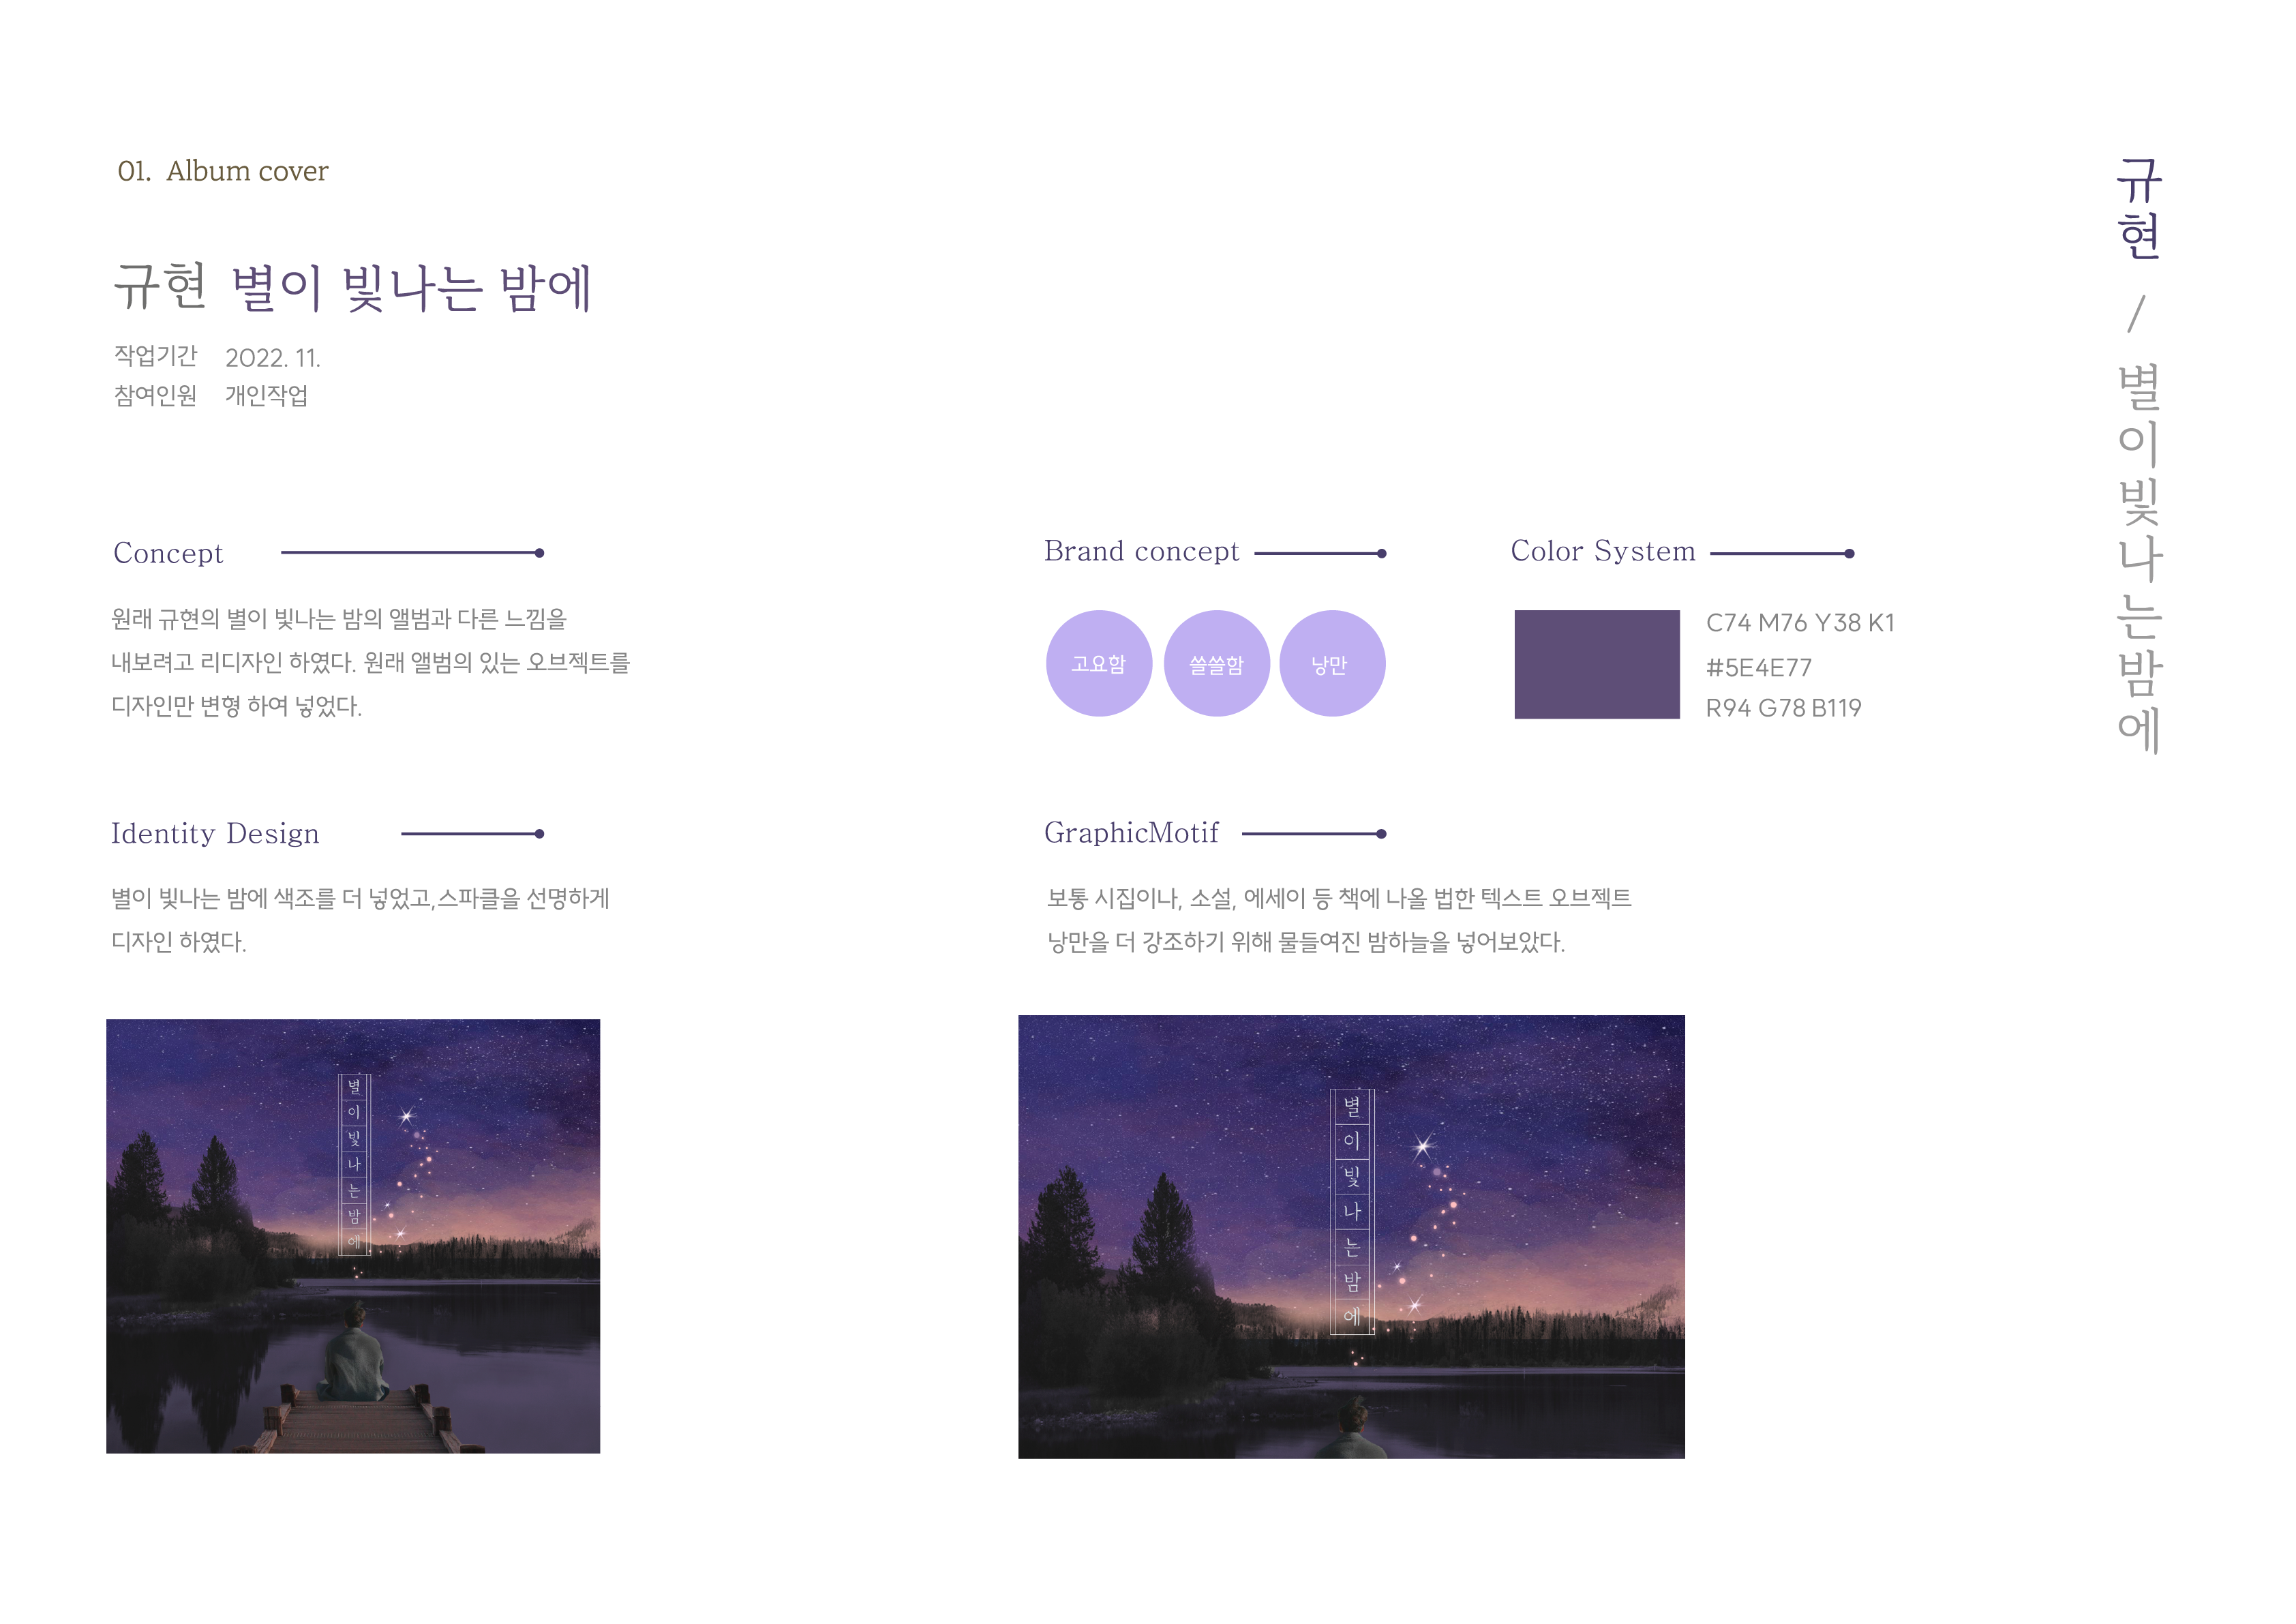 01. Album cover
규현 별이 빛나는 밤에
작업기간 2022. 11.
참여인원 개인작업
Concept
원래 규현의 별이 빛나는 밤의 앨범과 다른 느낌을
내보려고 리디자인 하였다. 원래 앨범의 있는 오브젝트를
디자인만 변형 하여 넣었다.
Brand concept
고요함
쓸쓸함
낭만
Color System
C74 M76 Y38 K1
#5E4E77
R94 G78 B119
Identity Design
별이 빛나는 밤에 색조를 더 넣었고,스파클을 선명하게
디자인 하였다.
별이빛나는밤에
GraphicMotif
보통 시집이나, 소설, 에세이 등 책에 나올 법한 텍스트 오브젝트
낭만을 더 강조하기 위해 물들여진 밤하늘을 넣어보았다.
별이빛나는밤에
규현 / 별이빛나는밤에